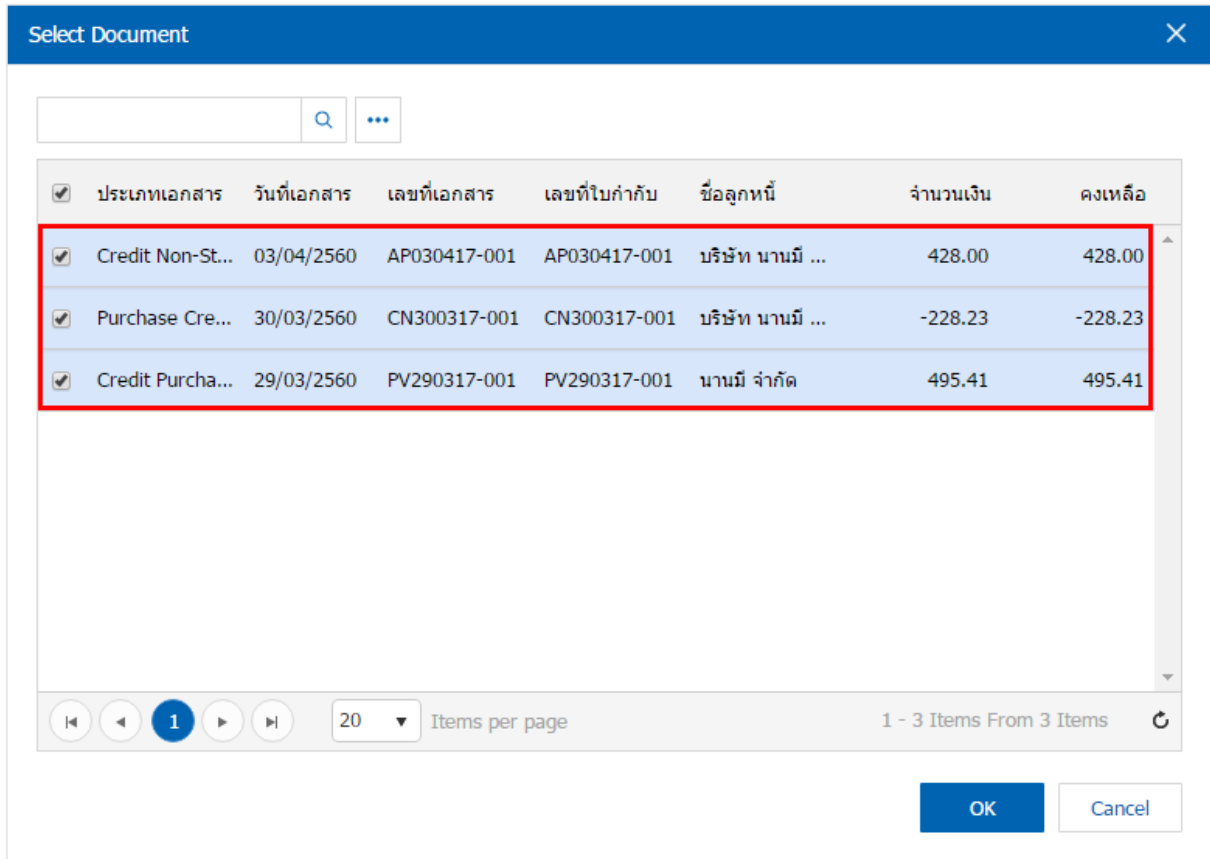 Select Document
ประเภทเอกสาร วันที่เอกสาร เลขที่เอกสาร เลขที่ใบกำกับ ชื่อลูกหนี้ จำนวนเงิน คงเหลือ
Credit Non-St... 03/04/2560 AP030417-001 AP030417-001 บริษัท นานมี ... 428.00 428.00
Purchase Cre... 30/03/2560 CN300317-001 CN300317-001 บริษัท นานมี ... -228.23 -228.23
Credit Purcha... 29/03/2560 PV290317-001 PV290317-001 นานมี จำกัด 495.41 495.41
1 20 Items per page 1 - 3 Items From 3 Items
OK Cancel